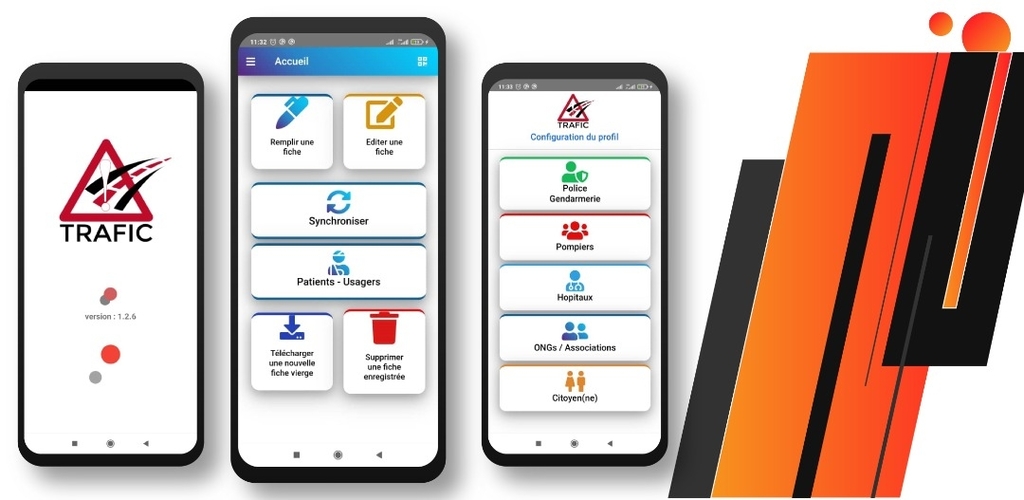 TRAFIC
version : 1.2.6
11:32
Accueil
Remplir une
fiche
Editer une
fiche
Synchroniser
Patients - Usagers
Télécharger
une nouvelle
fiche vierge
Supprimer
une fiche
enregistrée
11:33
TRAFIC
Configuration du profil
Police
Gendarmerie
Pompiers
Hopitaux
ONGs / Associations
Citoyen(ne)